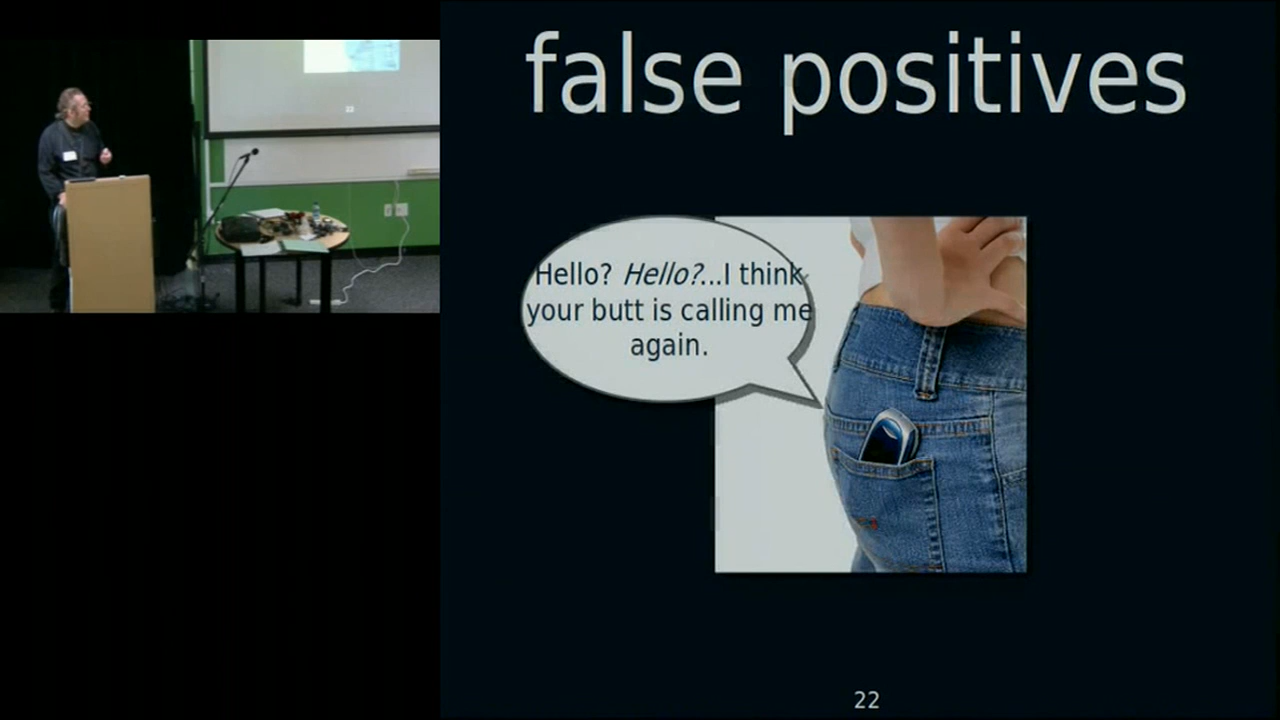 false positives
Hello? Hello?...I think
your butt is calling me
again.
22